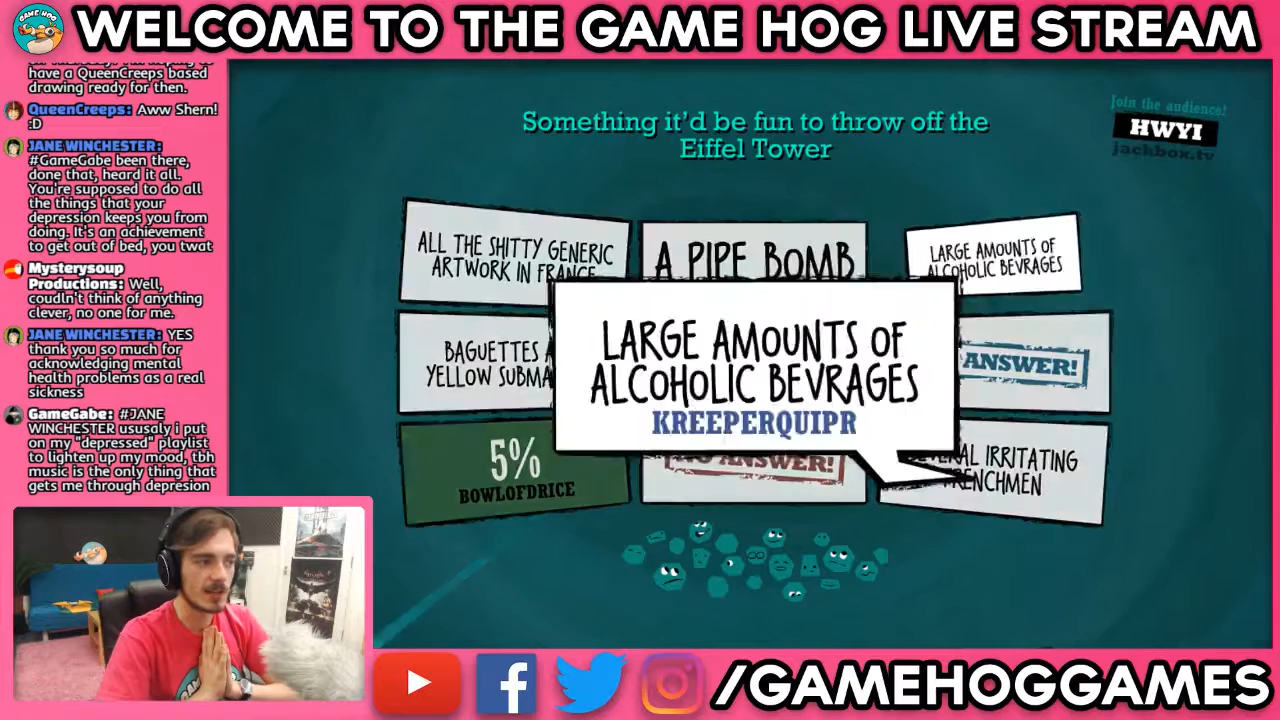 WELCOME TO THE GAME HOG LIVE STREAM
have a QueenCreeps based
drawing ready for then.
QueenCreeps: Aww Shern!
:D
JANE WINCHESTER:
#GameGabe been there,
done that, heard it all.
You're supposed to do all
the things that your
depression keeps you from
doing. It's an achievement
to get out of bed, you twat
Mysterysoup
Productions: Well,
coudln't think of anything
clever, no one for me.
JANE WINCHESTER: YES
thank you so much for
acknowledging mental
health problems as a real
sickness
GameGabe: #JANE
WINCHESTER ususaly i put
on my "depressed" playlist
to lighten up my mood, tbh
music is the only thing that
gets me through depresion
Something it'd be fun to throw off the
Eiffel Tower
Join the audience!
HWYI
jackbox.tv
ALL THE SHITTY GENERIC
ARTWORK IN FRANCE
A PIPE BOMB
LARGE AMOUNTS OF
ALCOHOLIC BEVRAGES
BAGUETTES
YELLOW
LARGE AMOUNTS OF
ALCOHOLIC BEVRAGES
KREEPERQUIPR
ANSWER!
5%
BOWLOFDRICE
ANSWER!
IRRITATING
FRENCHMEN
/GAMEHOGGAMES